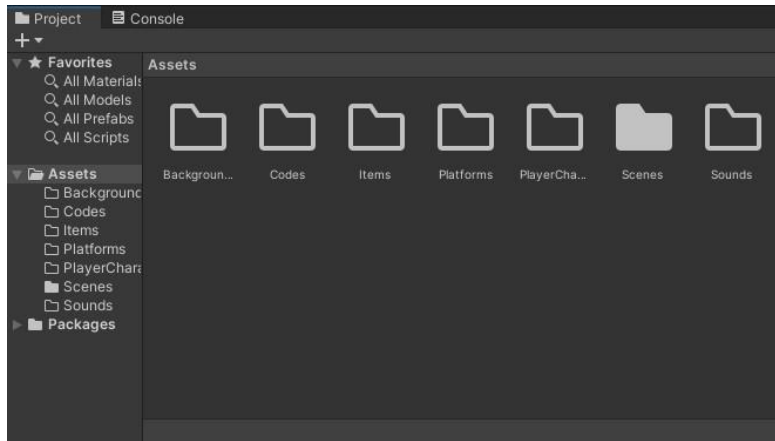 Project Console
Favorites
All Materials
All Models
All Prefabs
All Scripts
Assets
Background
Codes
Items
Platforms
PlayerChara
Scenes
Sounds
Packages
Assets
Backgroun... Codes Items Platforms PlayerCha... Scenes Sounds